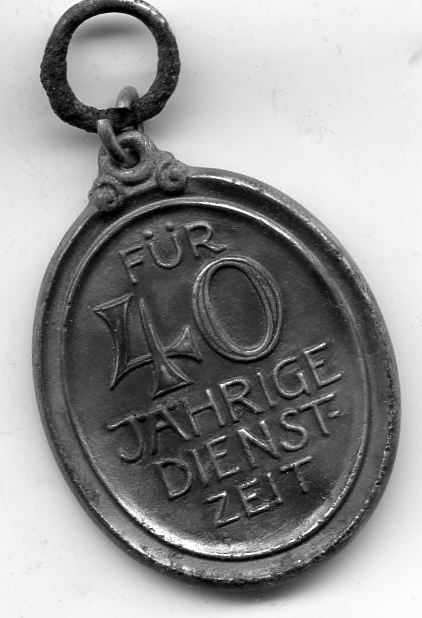 FÜR
40
JÄHRIGE
DIENST-
ZEIT